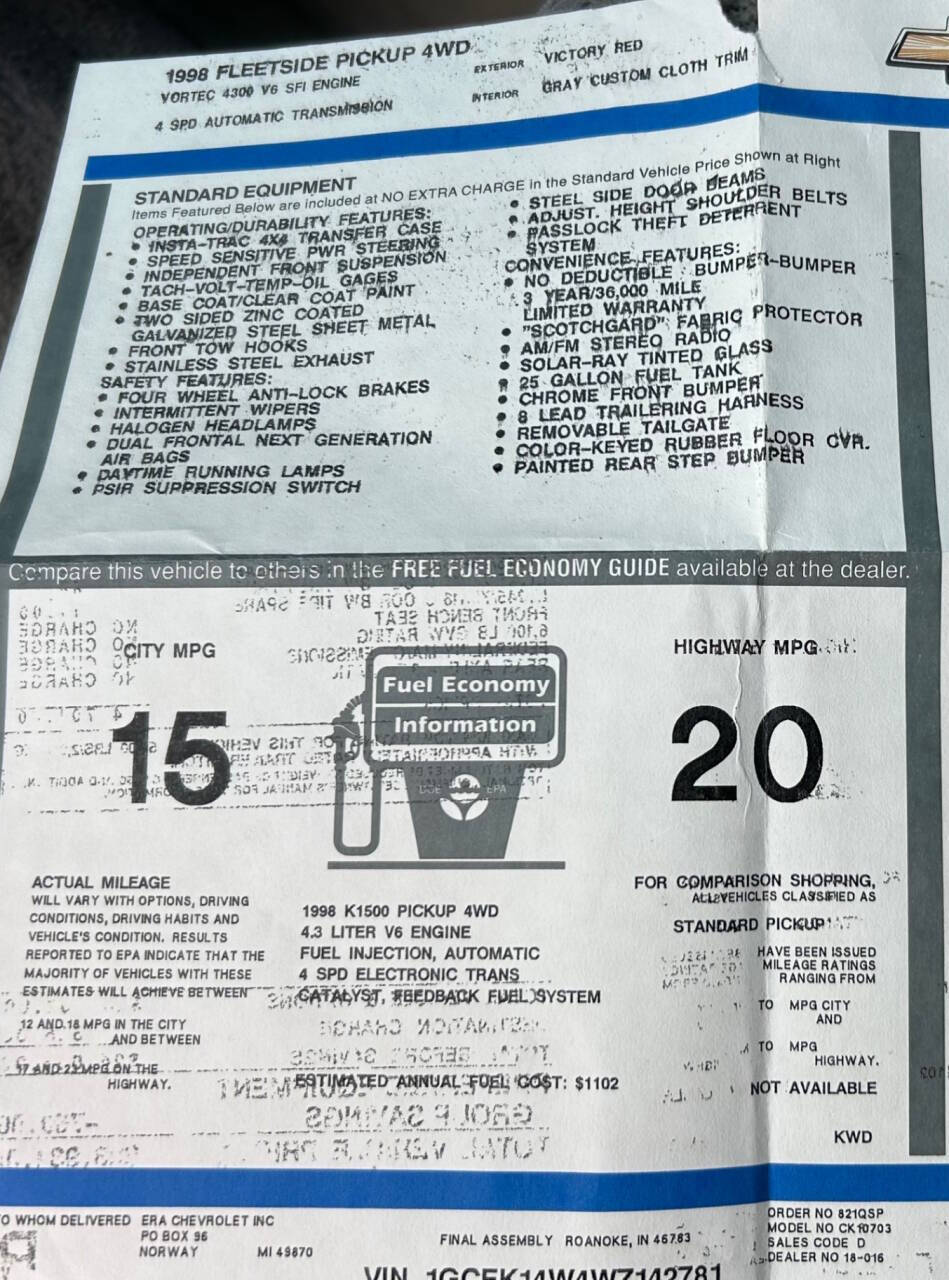 1998 FLEETSIDE PICKUP 4WD
VORTEC 4300 V6 SFI ENGINE
4 SPD AUTOMATIC TRANSMISSION
EXTERIOR VICTORY RED
INTERIOR GRAY CUSTOM CLOTH TRIM
STANDARD EQUIPMENT
Items Featured Below are included at NO EXTRA CHARGE in the Standard Vehicle Price Shown at Right
OPERATING/DURABILITY FEATURES:
• INSTA-TRAC 4X4 TRANSFER CASE
• SPEED SENSITIVE PWR STEERING
• INDEPENDENT FRONT SUSPENSION
• TACH-VOLT-TEMP-OIL GAGES
• BASE COAT/CLEAR COAT PAINT
• TWO SIDED ZINC COATED
GALVANIZED STEEL SHEET METAL
• FRONT TOW HOOKS
• STAINLESS STEEL EXHAUST
SAFETY FEATURES:
• FOUR WHEEL ANTI-LOCK BRAKES
• INTERMITTENT WIPERS
• HALOGEN HEADLAMPS
• DUAL FRONTAL NEXT GENERATION
AIR BAGS
• DAYTIME RUNNING LAMPS
• PSIR SUPPRESSION SWITCH
• STEEL SIDE DOOR BEAMS
• ADJUST. HEIGHT SHOULDER BELTS
• PASSLOCK THEFT DETERRENT
SYSTEM
CONVENIENCE FEATURES:
• NO DEDUCTIBLE BUMPER-BUMPER
3 YEAR/36,000 MILE
LIMITED WARRANTY
• "SCOTCHGARD" FABRIC PROTECTOR
• AM/FM STEREO RADIO
• SOLAR-RAY TINTED GLASS
• 25 GALLON FUEL TANK
• CHROME FRONT BUMPER
• 8 LEAD TRAILERING HARNESS
• REMOVABLE TAILGATE
• COLOR-KEYED RUBBER FLOOR CVR.
• PAINTED REAR STEP BUMPER
Compare this vehicle to others in the FREE FUEL ECONOMY GUIDE available at the dealer.
CITY MPG
15
Fuel Economy
Information
DOE EPA
HIGHWAY MPG
20
ACTUAL MILEAGE
WILL VARY WITH OPTIONS, DRIVING
CONDITIONS, DRIVING HABITS AND
VEHICLE'S CONDITION. RESULTS
REPORTED TO EPA INDICATE THAT THE
MAJORITY OF VEHICLES WITH THESE
ESTIMATES WILL ACHIEVE BETWEEN
12 AND 18 MPG IN THE CITY
AND BETWEEN
17 AND 23 MPG ON THE
HIGHWAY.
1998 K1500 PICKUP 4WD
4.3 LITER V6 ENGINE
FUEL INJECTION, AUTOMATIC
4 SPD ELECTRONIC TRANS
CATALYST, FEEDBACK FUEL SYSTEM
ESTIMATED ANNUAL FUEL COST: $1102
FOR COMPARISON SHOPPING,
ALL VEHICLES CLASSIFIED AS
STANDARD PICKUP
HAVE BEEN ISSUED
MILEAGE RATINGS
RANGING FROM
TO MPG CITY
AND
TO MPG
HIGHWAY.
NOT AVAILABLE
KWD
TO WHOM DELIVERED ERA CHEVROLET INC
PO BOX 96
NORWAY MI 49870
FINAL ASSEMBLY ROANOKE, IN 46783
ORDER NO 821QSP
MODEL NO CK10703
SALES CODE D
DEALER NO 18-016
VIN 1GCEK14W4WZ142781